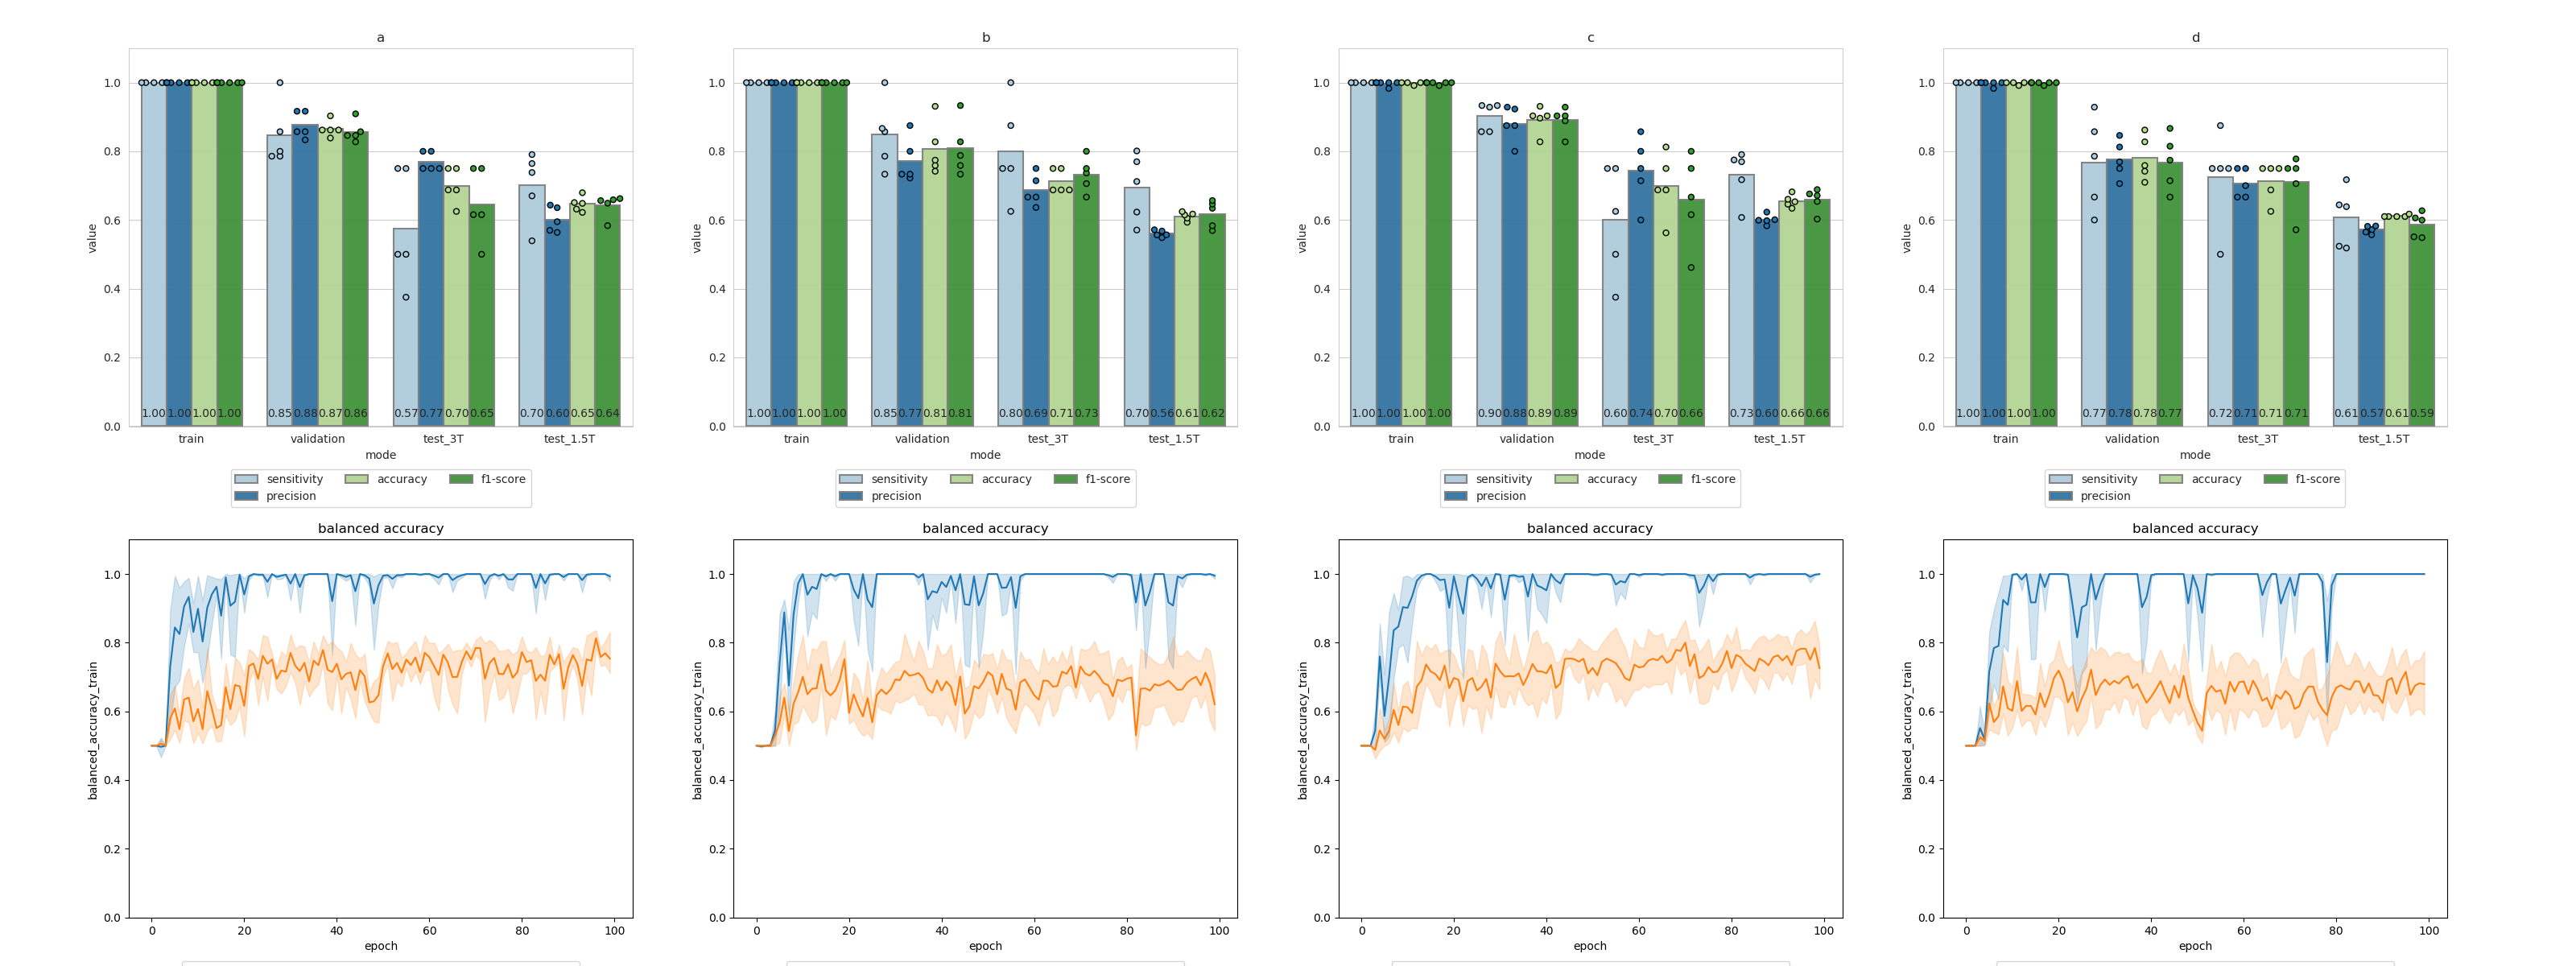 a
b
c
d
1.0
0.8
0.6
0.4
0.2
0.0
value
1.00 1.00 1.00 1.00
0.85 0.88 0.87 0.86
0.57 0.77 0.70 0.65
0.70 0.60 0.65 0.64
train validation test_3T test_1.5T
mode
sensitivity accuracy f1-score
precision
1.0
0.8
0.6
0.4
0.2
0.0
value
1.00 1.00 1.00 1.00
0.85 0.77 0.81 0.81
0.80 0.69 0.71 0.73
0.70 0.56 0.61 0.62
train validation test_3T test_1.5T
mode
sensitivity accuracy f1-score
precision
1.0
0.8
0.6
0.4
0.2
0.0
value
1.00 1.00 1.00 1.00
0.90 0.88 0.89 0.89
0.60 0.74 0.70 0.66
0.73 0.60 0.66 0.66
train validation test_3T test_1.5T
mode
sensitivity accuracy f1-score
precision
1.0
0.8
0.6
0.4
0.2
0.0
value
1.00 1.00 1.00 1.00
0.77 0.78 0.78 0.77
0.72 0.71 0.71 0.71
0.61 0.57 0.61 0.59
train validation test_3T test_1.5T
mode
sensitivity accuracy f1-score
precision
balanced accuracy
1.0
0.8
0.6
0.4
0.2
0.0
balanced_accuracy_train
0 20 40 60 80 100
epoch
balanced accuracy
1.0
0.8
0.6
0.4
0.2
0.0
balanced_accuracy_train
0 20 40 60 80 100
epoch
balanced accuracy
1.0
0.8
0.6
0.4
0.2
0.0
balanced_accuracy_train
0 20 40 60 80 100
epoch
balanced accuracy
1.0
0.8
0.6
0.4
0.2
0.0
balanced_accuracy_train
0 20 40 60 80 100
epoch